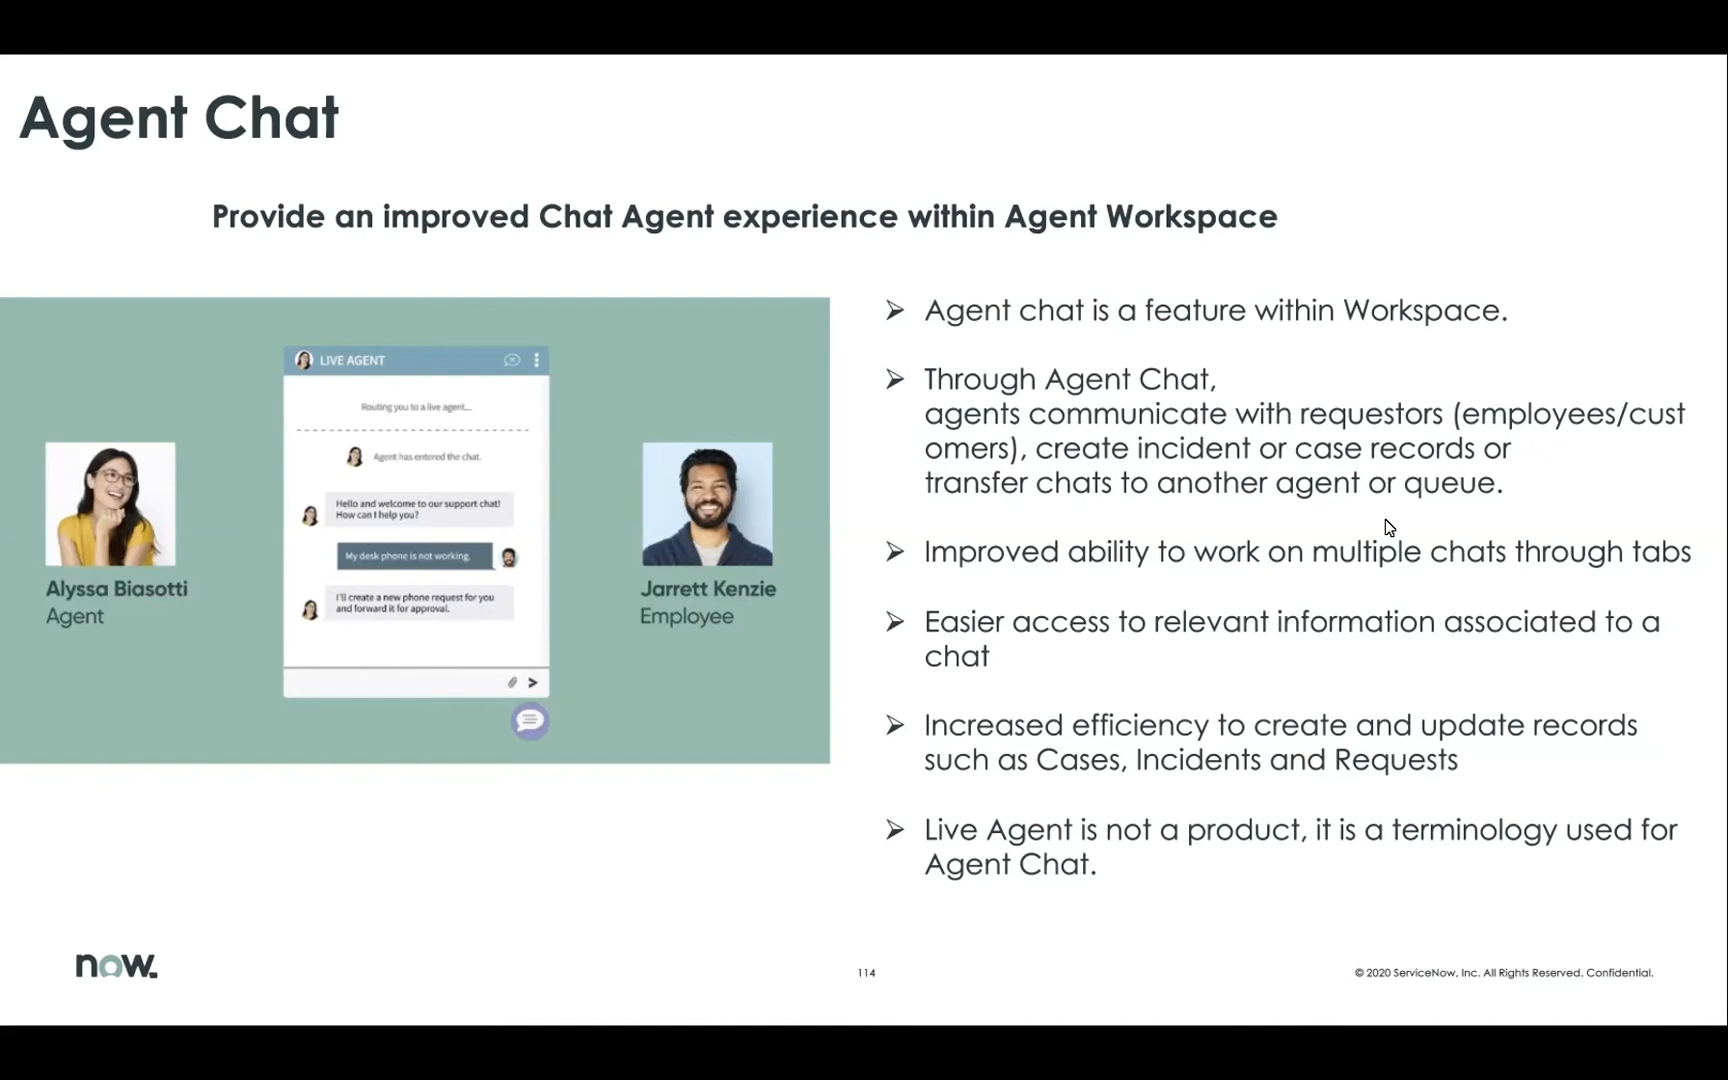 Agent Chat
Provide an improved Chat Agent experience within Agent Workspace
LIVE AGENT
Routing you to a live agent...
Agent has entered the chat.
Hello and welcome to our support chat!
How can I help you?
My desk phone is not working.
I'll create a new phone request for you
and forward it for approval.
Alyssa Biasotti
Agent
Jarrett Kenzie
Employee
➢ Agent chat is a feature within Workspace.
➢ Through Agent Chat,
agents communicate with requestors (employees/cust
omers), create incident or case records or
transfer chats to another agent or queue.
➢ Improved ability to work on multiple chats through tabs
➢ Easier access to relevant information associated to a
chat
➢ Increased efficiency to create and update records
such as Cases, Incidents and Requests
➢ Live Agent is not a product, it is a terminology used for
Agent Chat.
now.
114
© 2020 ServiceNow, Inc. All Rights Reserved. Confidential.